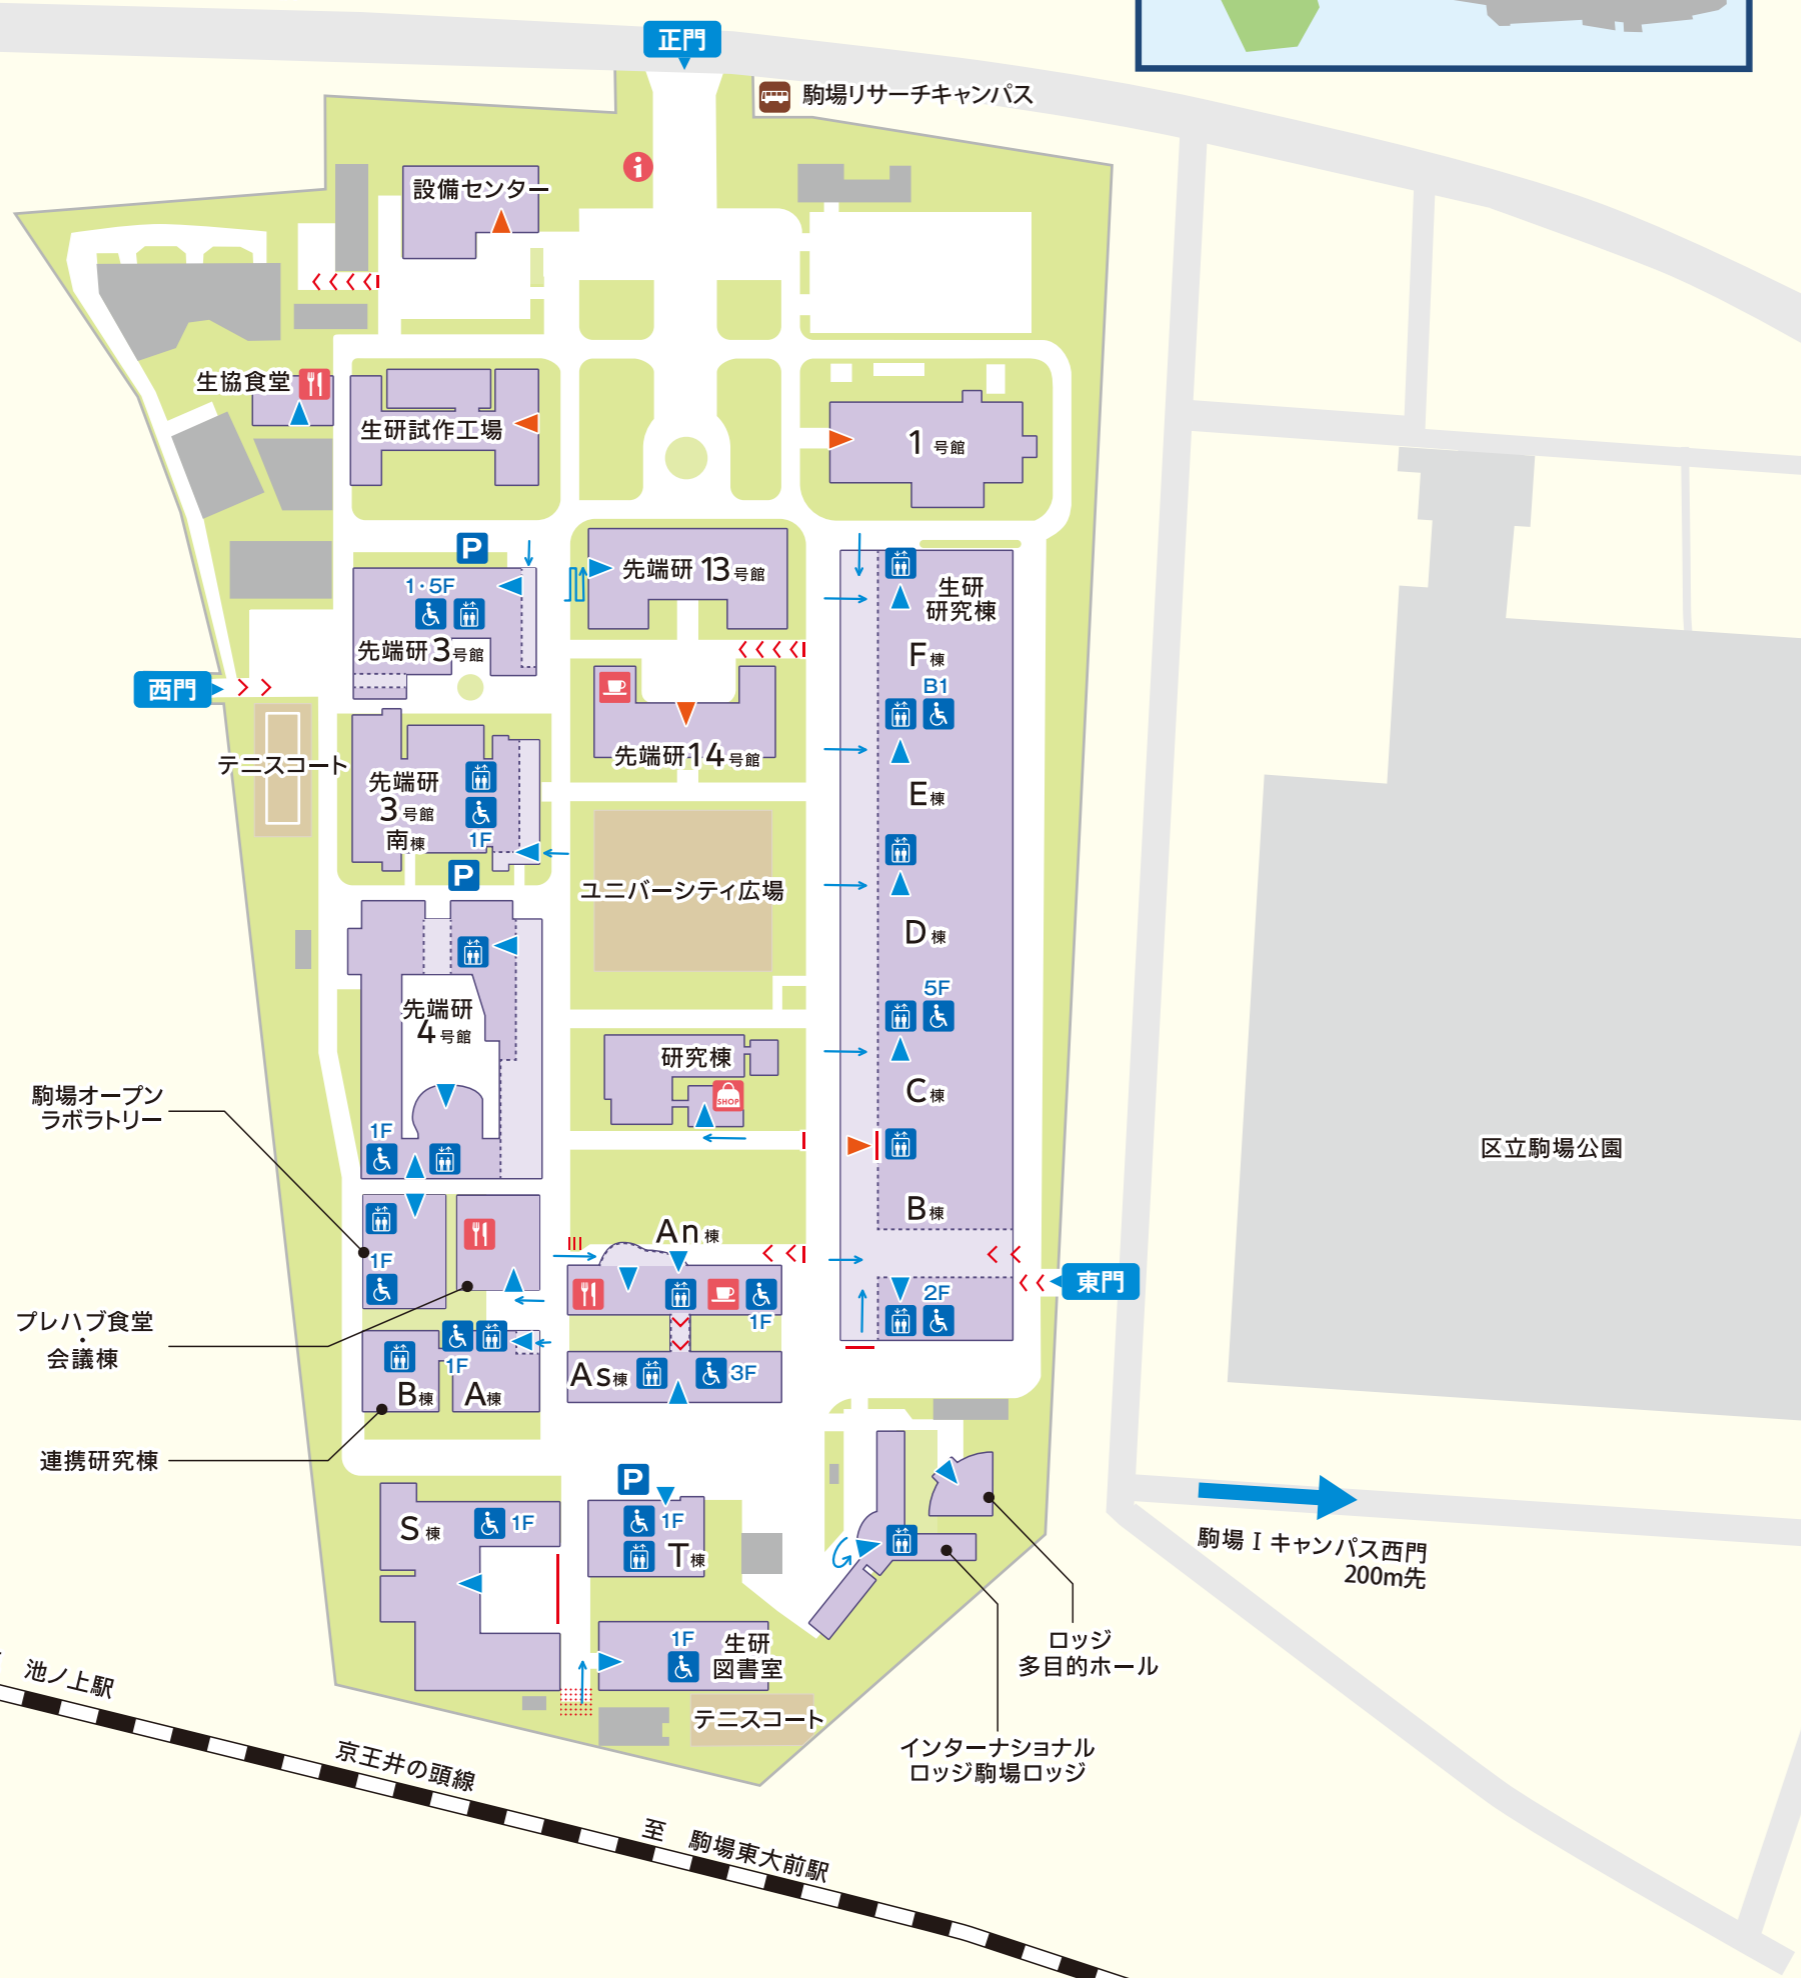 正門
駒場リサーチキャンパス
設備センター
生協食堂
生研試作工場
1号館
P
1・5F
先端研3号館
先端研13号館
生研
研究棟
F棟
B1
西門
テニスコート
先端研14号館
先端研
3号館
南棟
1F
P
E棟
ユニバーシティ広場
D棟
先端研
4号館
5F
研究棟
SHOP
C棟
駒場オープン
ラボラトリー
1F
区立駒場公園
B棟
An棟
1F
東門
2F
1F
プレハブ食堂
・
会議棟
1F
B棟
A棟
As棟
3F
連携研究棟
P
S棟
1F
1F
T棟
駒場Ⅰキャンパス西門
200m先
1F
生研
図書室
ロッジ
多目的ホール
池ノ上駅
テニスコート
インターナショナル
ロッジ駒場ロッジ
京王井の頭線
至 駒場東大前駅